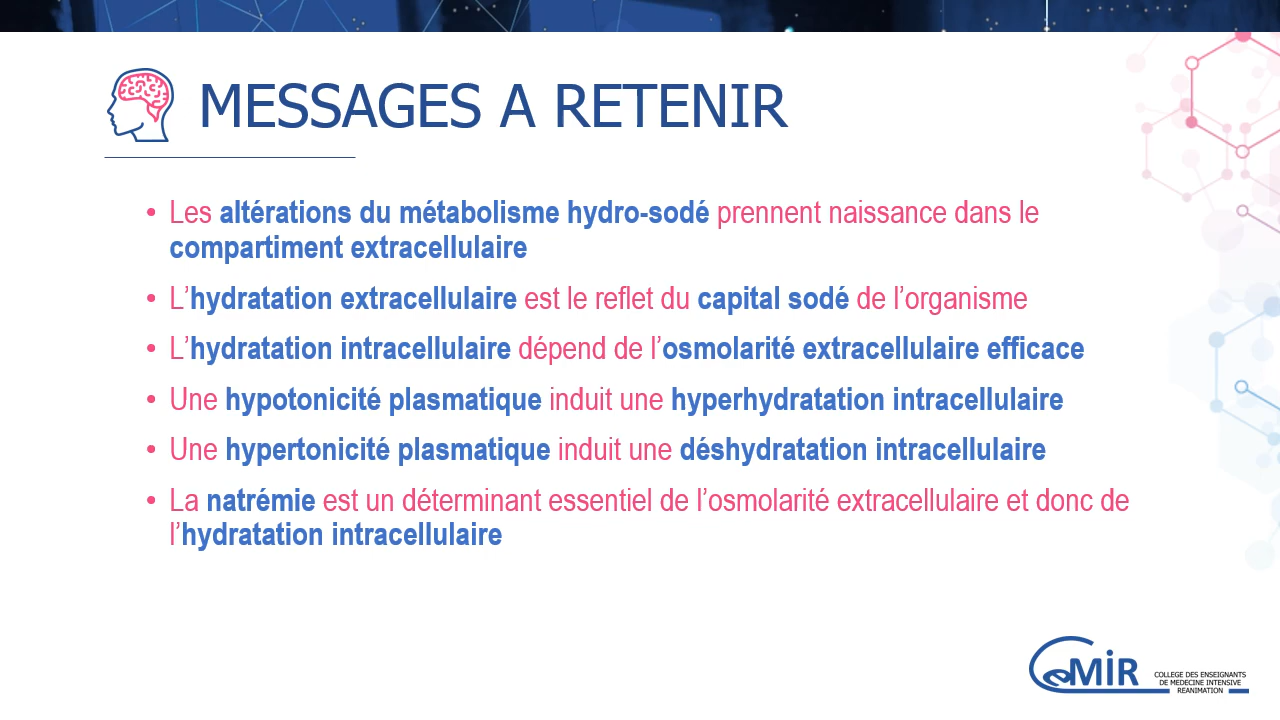 MESSAGES A RETENIR
• Les altérations du métabolisme hydro-sodé prennent naissance dans le
compartiment extracellulaire
• L’hydratation extracellulaire est le reflet du capital sodé de l’organisme
• L’hydratation intracellulaire dépend de l’osmolarité extracellulaire efficace
• Une hypotonicité plasmatique induit une hyperhydratation intracellulaire
• Une hypertonicité plasmatique induit une déshydratation intracellulaire
• La natrémie est un déterminant essentiel de l’osmolarité extracellulaire et donc de
l’hydratation intracellulaire
CeMIR
COLLEGE DES ENSEIGNANTS
DE MEDECINE INTENSIVE
REANIMATION